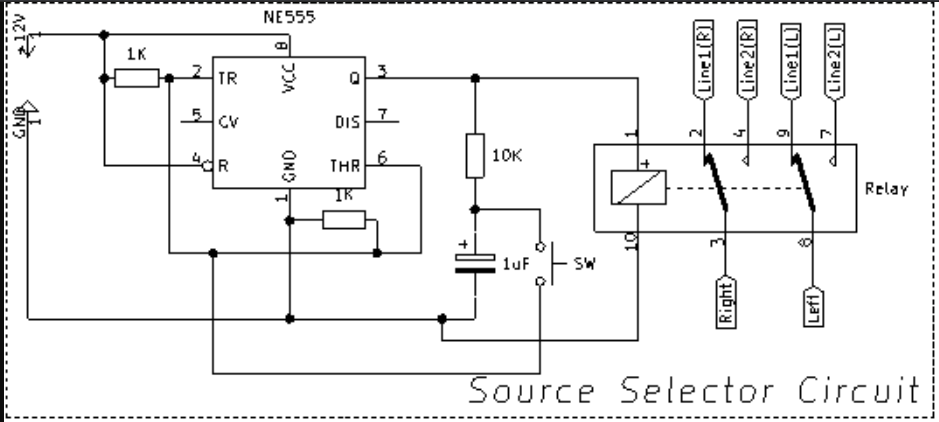 NE555
+12V
1
1K
8
VCC
2
TR
Q
3
5
CV
DIS
7
4
R
THR
6
GND
1
1K
GND
1
10K
+
1uF
SW
Line1(R)
Line2(R)
Line1(L)
Line2(L)
1
2
4
9
7
+
Relay
10
3
8
Right
Left
Source Selector Circuit